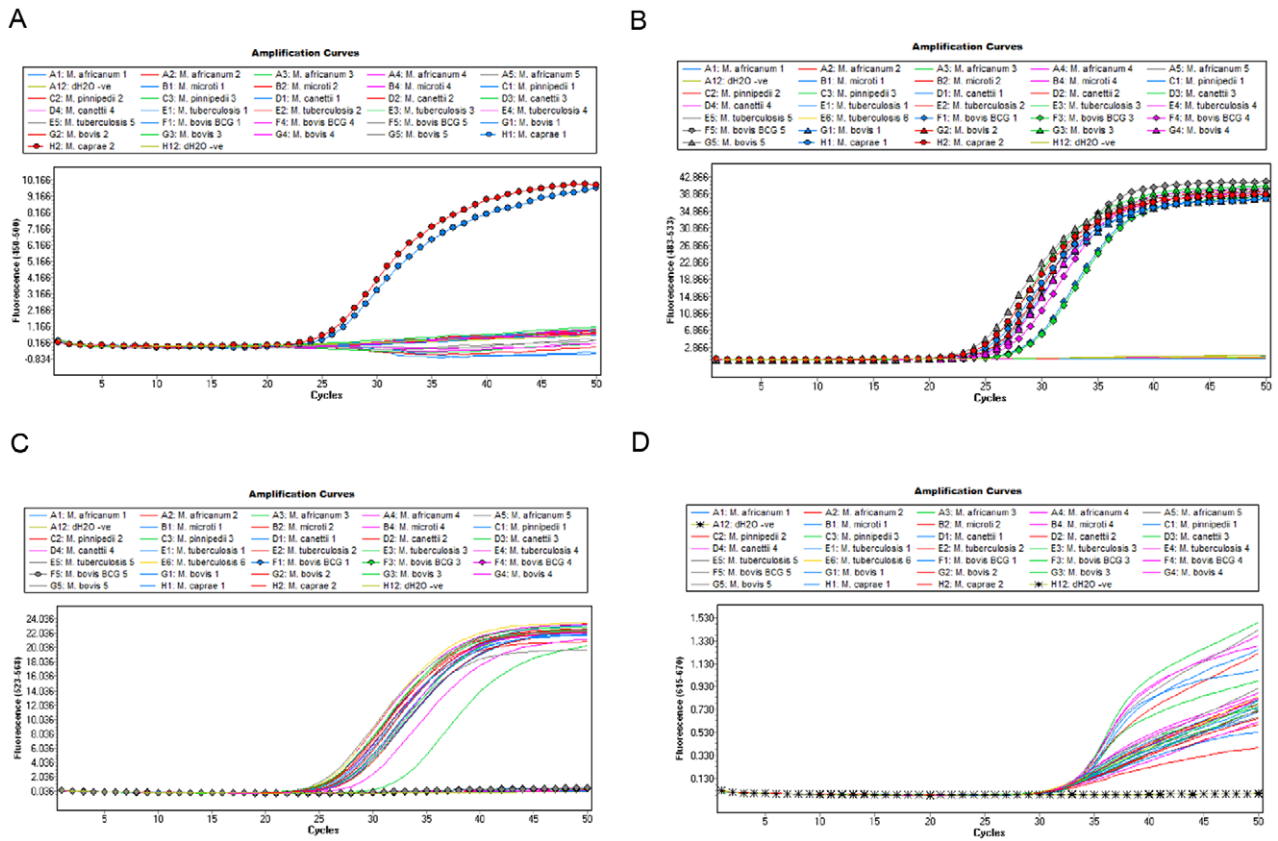 A
Amplification Curves
A1: M. africanum 1 A2: M. africanum 2 A3: M. africanum 3 A4: M. africanum 4 A5: M. africanum 5
A12: dH2O -ve B1: M. microti 1 B2: M. microti 2 B4: M. microti 4 C1: M. pinnipedii 1
C2: M. pinnipedii 2 C3: M. pinnipedii 3 D1: M. canettii 1 D2: M. canettii 2 D3: M. canettii 3
D4: M. canettii 4 E1: M. tuberculosis 1 E2: M. tuberculosis 2 E3: M. tuberculosis 3 E4: M. tuberculosis 4
E5: M. tuberculosis 5 F1: M. bovis BCG 1 F4: M. bovis BCG 4 F5: M. bovis BCG 5 G1: M. bovis 1
G2: M. bovis 2 G3: M. bovis 3 G4: M. bovis 4 G5: M. bovis 5 H1: M. caprae 1
H2: M. caprae 2 H12: dH2O -ve
Fluorescence (450-500)
10.166
9.166
8.166
7.166
6.166
5.166
4.166
3.166
2.166
1.166
0.166
-0.834
5 10 15 20 25 30 35 40 45 50
Cycles
B
Amplification Curves
A1: M. africanum 1 A2: M. africanum 2 A3: M. africanum 3 A4: M. africanum 4 A5: M. africanum 5
A12: dH2O -ve B1: M. microti 1 B2: M. microti 2 B4: M. microti 4 C1: M. pinnipedii 1
C2: M. pinnipedii 2 C3: M. pinnipedii 3 D1: M. canettii 1 D2: M. canettii 2 D3: M. canettii 3
D4: M. canettii 4 E1: M. tuberculosis 1 E2: M. tuberculosis 2 E3: M. tuberculosis 3 E4: M. tuberculosis 4
E5: M. tuberculosis 5 E6: M. tuberculosis 6 F1: M. bovis BCG 1 F3: M. bovis BCG 3 F4: M. bovis BCG 4
F5: M. bovis BCG 5 G1: M. bovis 1 G2: M. bovis 2 G3: M. bovis 3 G4: M. bovis 4
G5: M. bovis 5 H1: M. caprae 1 H2: M. caprae 2 H12: dH2O -ve
Fluorescence (483-533)
42.866
38.866
34.866
30.866
26.866
22.866
18.866
14.866
10.866
6.866
2.866
5 10 15 20 25 30 35 40 45 50
Cycles
C
Amplification Curves
A1: M. africanum 1 A2: M. africanum 2 A3: M. africanum 3 A4: M. africanum 4 A5: M. africanum 5
A12: dH2O -ve B1: M. microti 1 B2: M. microti 2 B4: M. microti 4 C1: M. pinnipedii 1
C2: M. pinnipedii 2 C3: M. pinnipedii 3 D1: M. canettii 1 D2: M. canettii 2 D3: M. canettii 3
D4: M. canettii 4 E1: M. tuberculosis 1 E2: M. tuberculosis 2 E3: M. tuberculosis 3 E4: M. tuberculosis 4
E5: M. tuberculosis 5 E6: M. tuberculosis 6 F1: M. bovis BCG 1 F3: M. bovis BCG 3 F4: M. bovis BCG 4
F5: M. bovis BCG 5 G1: M. bovis 1 G2: M. bovis 2 G3: M. bovis 3 G4: M. bovis 4
G5: M. bovis 5 H1: M. caprae 1 H2: M. caprae 2 H12: dH2O -ve
Fluorescence (523-568)
24.036
22.036
20.036
18.036
16.036
14.036
12.036
10.036
8.036
6.036
4.036
2.036
0.036
5 10 15 20 25 30 35 40 45 50
Cycles
D
Amplification Curves
A1: M. africanum 1 A2: M. africanum 2 A3: M. africanum 3 A4: M. africanum 4 A5: M. africanum 5
A12: dH2O -ve B1: M. microti 1 B2: M. microti 2 B4: M. microti 4 C1: M. pinnipedii 1
C2: M. pinnipedii 2 C3: M. pinnipedii 3 D1: M. canettii 1 D2: M. canettii 2 D3: M. canettii 3
D4: M. canettii 4 E1: M. tuberculosis 1 E2: M. tuberculosis 2 E3: M. tuberculosis 3 E4: M. tuberculosis 4
E5: M. tuberculosis 5 E6: M. tuberculosis 6 F1: M. bovis BCG 1 F3: M. bovis BCG 3 F4: M. bovis BCG 4
F5: M. bovis BCG 5 G1: M. bovis 1 G2: M. bovis 2 G3: M. bovis 3 G4: M. bovis 4
G5: M. bovis 5 H1: M. caprae 1 H2: M. caprae 2 H12: dH2O -ve
Fluorescence (615-670)
1.530
1.330
1.130
0.930
0.730
0.530
0.330
0.130
5 10 15 20 25 30 35 40 45 50
Cycles